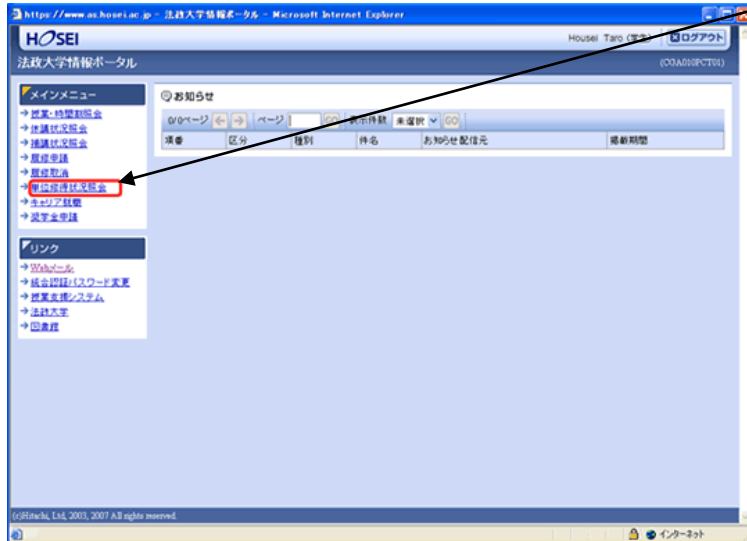 https://www.as.hosei.ac.jp - 法政大学情報ポータル - Microsoft Internet Explorer
HOSEI
Housei Taro (学生) ログアウト
法政大学情報ポータル
(CGA010PCT01)
メインメニュー
授業・時間割照会
休講状況照会
補講状況照会
履修申請
履修取消
単位修得状況照会
キャリア就職
奨学金申請
リンク
Webメール
統合認証パスワード変更
授業支援システム
法政大学
図書館
お知らせ
0/0ページ ページ GO 表示件数 未選択 GO
項番 区分 種別 件名 お知らせ配信元 掲載期間
(c)Hitachi, Ltd, 2003, 2007 All rights reserved.
インターネット